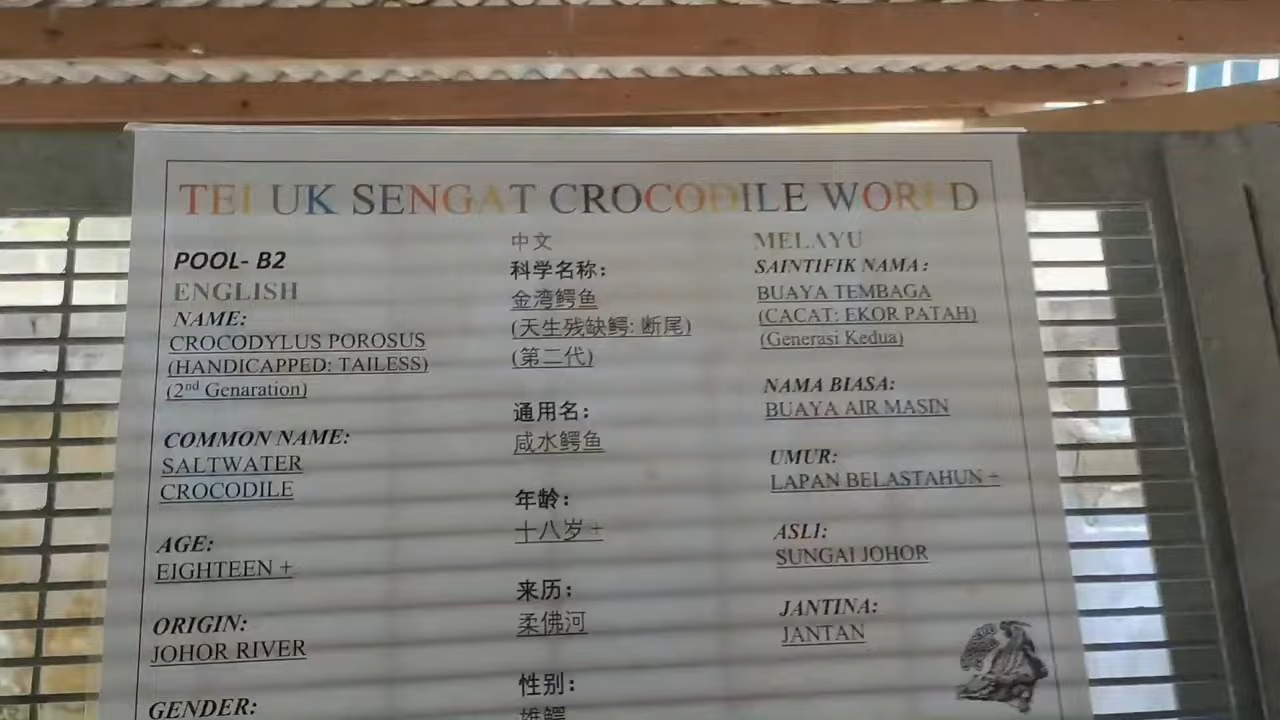 TELUK SENGAT CROCODILE WORLD
POOL- B2
ENGLISH
NAME:
CROCODYLUS POROSUS
(HANDICAPPED: TAILESS)
(2nd Genaration)
COMMON NAME:
SALTWATER
CROCODILE
AGE:
EIGHTEEN +
ORIGIN:
JOHOR RIVER
GENDER:
中文
科学名称:
金湾鳄鱼
(天生残缺鳄: 断尾)
(第二代)
通用名:
咸水鳄鱼
年龄:
十八岁+
来历:
柔佛河
性别:
雄鳄
MELAYU
SAINTIFIK NAMA:
BUAYA TEMBAGA
(CACAT: EKOR PATAH)
(Generasi Kedua)
NAMA BIASA:
BUAYA AIR MASIN
UMUR:
LAPAN BELASTAHUN +
ASLI:
SUNGAI JOHOR
JANTINA:
JANTAN